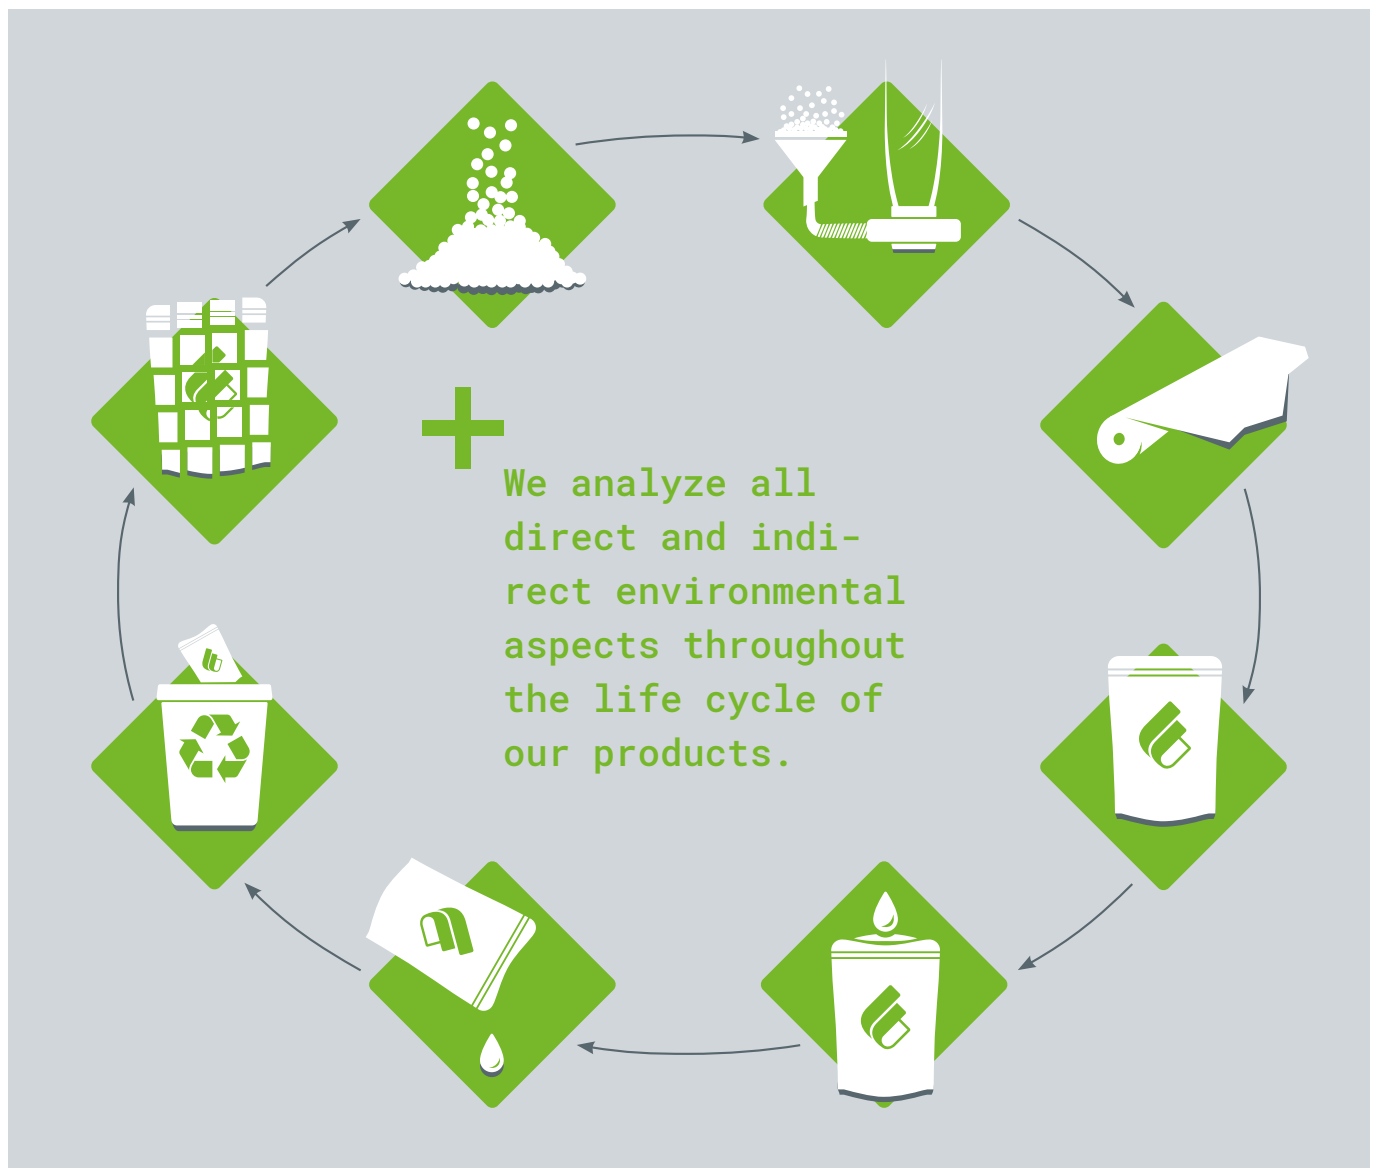 We analyze all
direct and indi-
rect environmental
aspects throughout
the life cycle of
our products.